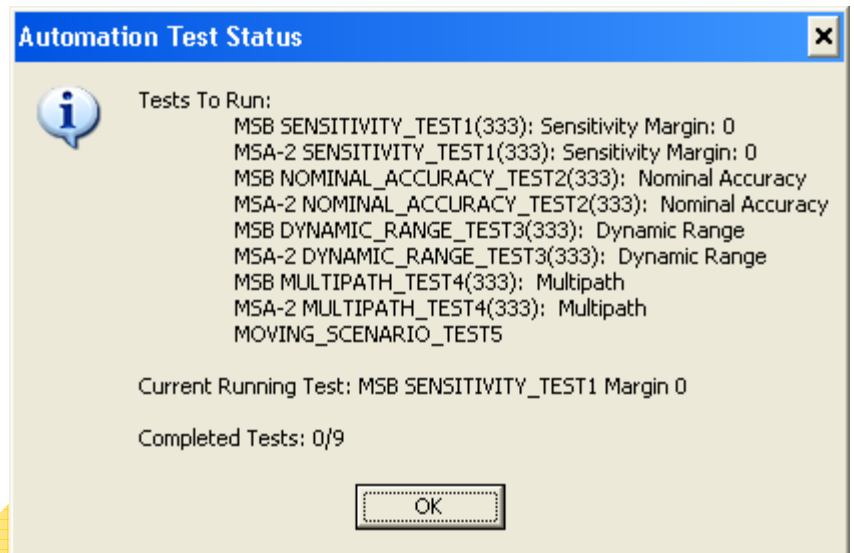 Automation Test Status
Tests To Run:
MSB SENSITIVITY_TEST1(333): Sensitivity Margin: 0
MSA-2 SENSITIVITY_TEST1(333): Sensitivity Margin: 0
MSB NOMINAL_ACCURACY_TEST2(333):  Nominal Accuracy
MSA-2 NOMINAL_ACCURACY_TEST2(333):  Nominal Accuracy
MSB DYNAMIC_RANGE_TEST3(333):  Dynamic Range
MSA-2 DYNAMIC_RANGE_TEST3(333):  Dynamic Range
MSB MULTIPATH_TEST4(333):  Multipath
MSA-2 MULTIPATH_TEST4(333):  Multipath
MOVING_SCENARIO_TEST5
Current Running Test: MSB SENSITIVITY_TEST1 Margin 0
Completed Tests: 0/9
OK